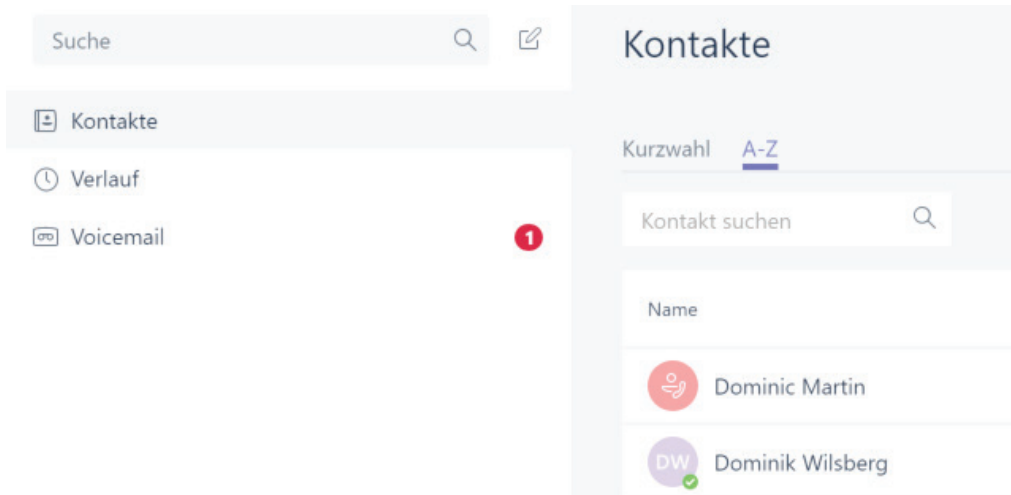 Suche
Kontakte
Verlauf
Voicemail
1
Kontakte
Kurzwahl A-Z
Kontakt suchen
Name
Dominic Martin
DW Dominik Wilsberg